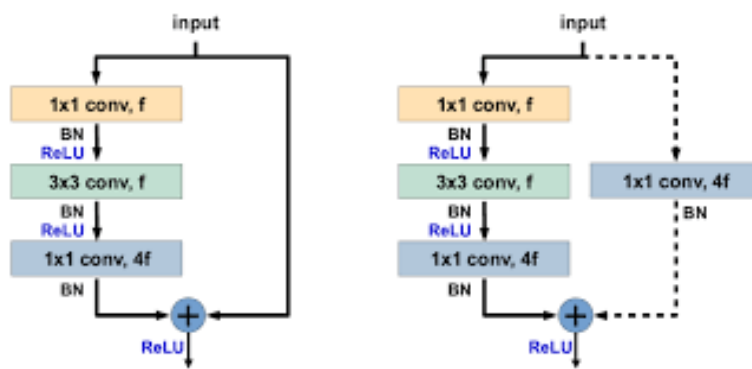 input
1x1 conv, f
BN
ReLU
3x3 conv, f
BN
ReLU
1x1 conv, 4f
BN
+
ReLU
input
1x1 conv, f
BN
ReLU
3x3 conv, f
1x1 conv, 4f
BN
BN
ReLU
1x1 conv, 4f
BN
+
ReLU